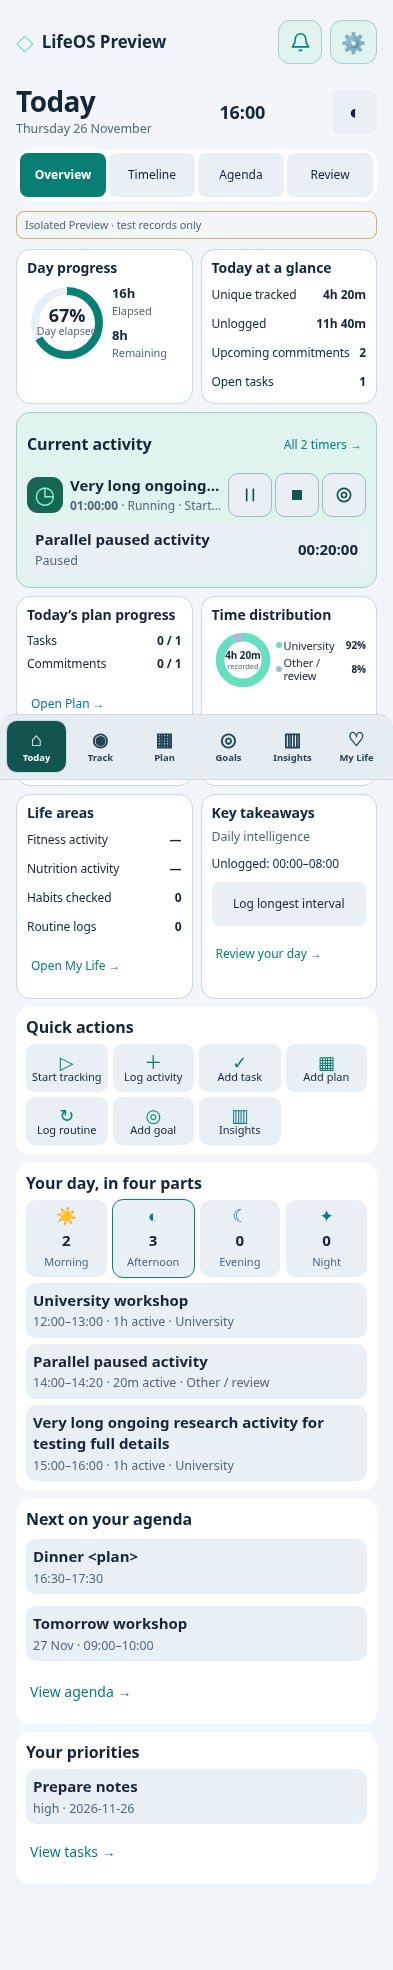 LifeOS Preview
Today
Thursday 26 November
16:00
Overview
Timeline
Agenda
Review
Isolated Preview · test records only
Day progress
67%
Day elapsed
16h
Elapsed
8h
Remaining
Today at a glance
Unique tracked 4h 20m
Unlogged 11h 40m
Upcoming commitments 2
Open tasks 1
Current activity
All 2 timers →
Very long ongoing...
01:00:00 · Running · Start...
Parallel paused activity
Paused
00:20:00
Today's plan progress
Tasks 0 / 1
Commitments 0 / 1
Open Plan →
Time distribution
4h 20m
recorded
University 92%
Other /
review
8%
Today
Track
Plan
Goals
Insights
My Life
Life areas
Fitness activity —
Nutrition activity —
Habits checked 0
Routine logs 0
Open My Life →
Key takeaways
Daily intelligence
Unlogged: 00:00–08:00
Log longest interval
Review your day →
Quick actions
Start tracking
Log activity
Add task
Add plan
Log routine
Add goal
Insights
Your day, in four parts
2
Morning
3
Afternoon
0
Evening
0
Night
University workshop
12:00–13:00 · 1h active · University
Parallel paused activity
14:00–14:20 · 20m active · Other / review
Very long ongoing research activity for
testing full details
15:00–16:00 · 1h active · University
Next on your agenda
Dinner <plan>
16:30–17:30
Tomorrow workshop
27 Nov · 09:00–10:00
View agenda →
Your priorities
Prepare notes
high · 2026-11-26
View tasks →